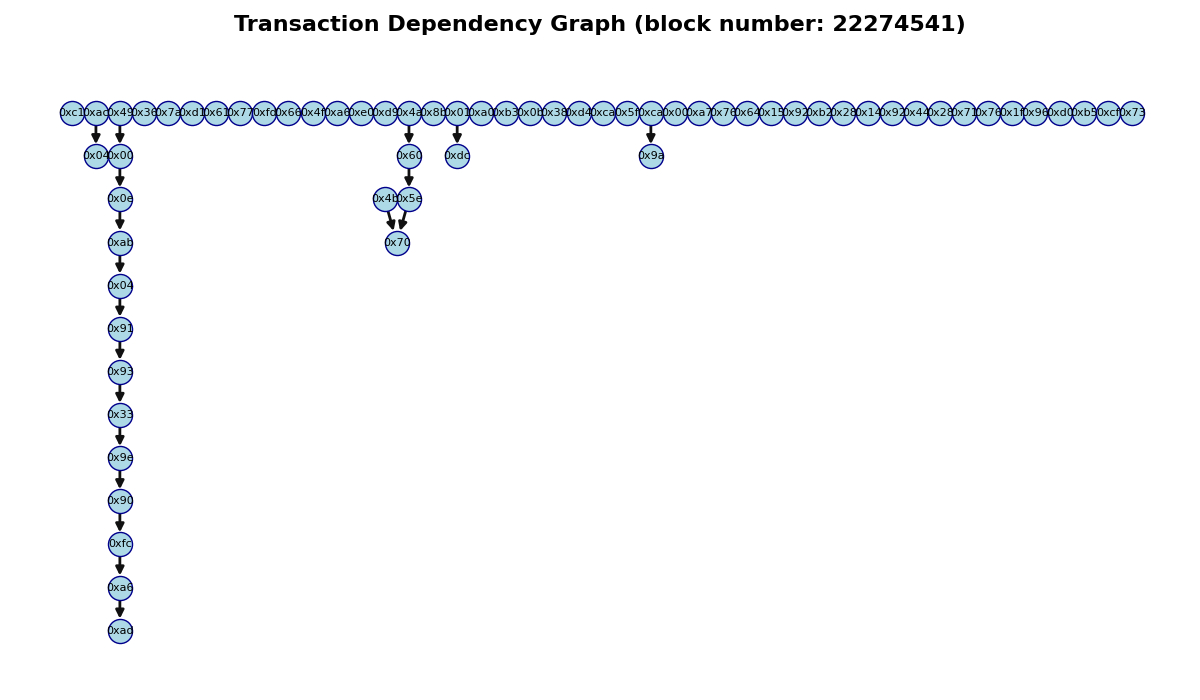 Transaction Dependency Graph (block number: 22274541)
0xc1 0xac 0x49 0x36 0x7a 0xd1 0x61 0x77 0xfd 0x66 0x4f 0xa6 0xe0 0xd9 0x4a 0x8b 0x01 0xa0 0xb3 0x0b 0x38 0xd4 0xca 0x5f 0xca 0x00 0xa7 0x76 0x64 0x15 0x92 0xb2 0x28 0x14 0x92 0x44 0x28 0x71 0x76 0x1f 0x96 0xd0 0xb5 0xcf 0x73
0x04 0x00 0x60 0xdc 0x9a
0x0e 0x4b 0x5e
0xab 0x70
0x04
0x91
0x93
0x33
0x9e
0x90
0xfc
0xa6
0xad